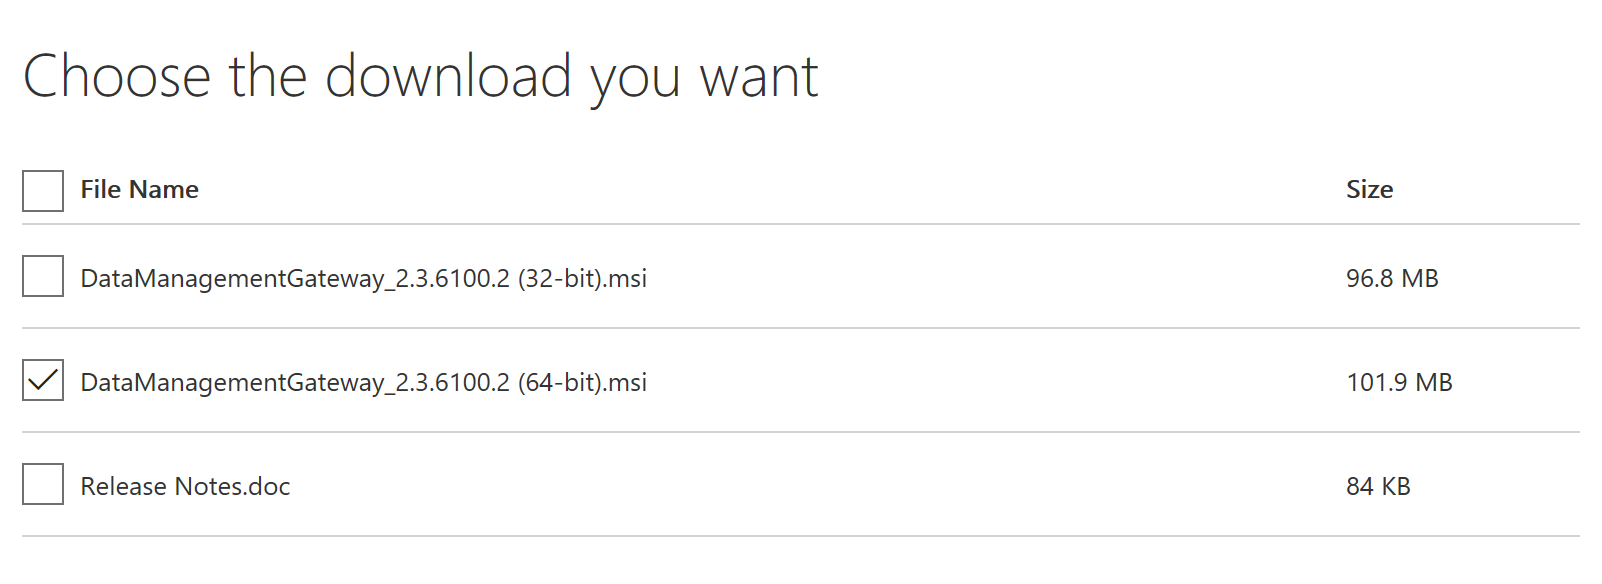 Choose the download you want
File Name Size
DataManagementGateway_2.3.6100.2 (32-bit).msi 96.8 MB
DataManagementGateway_2.3.6100.2 (64-bit).msi 101.9 MB
Release Notes.doc 84 KB